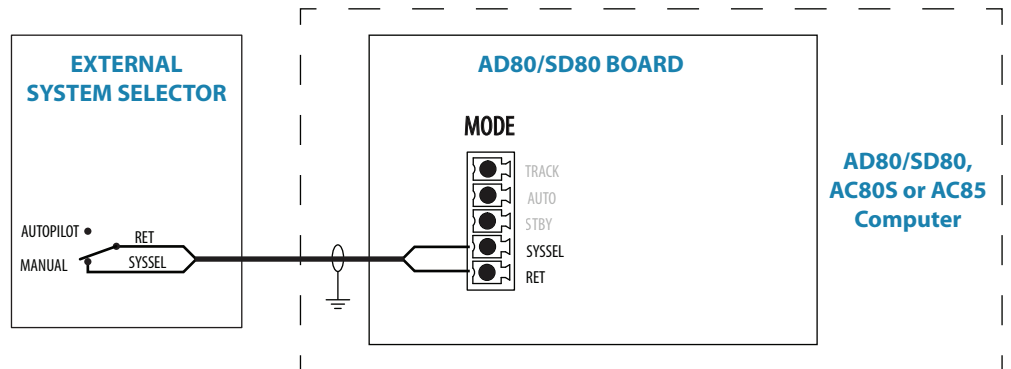 EXTERNAL
SYSTEM SELECTOR
AUTOPILOT
RET
MANUAL
SYSSEL
AD80/SD80 BOARD
MODE
TRACK
AUTO
STBY
SYSSEL
RET
AD80/SD80,
AC80S or AC85
Computer